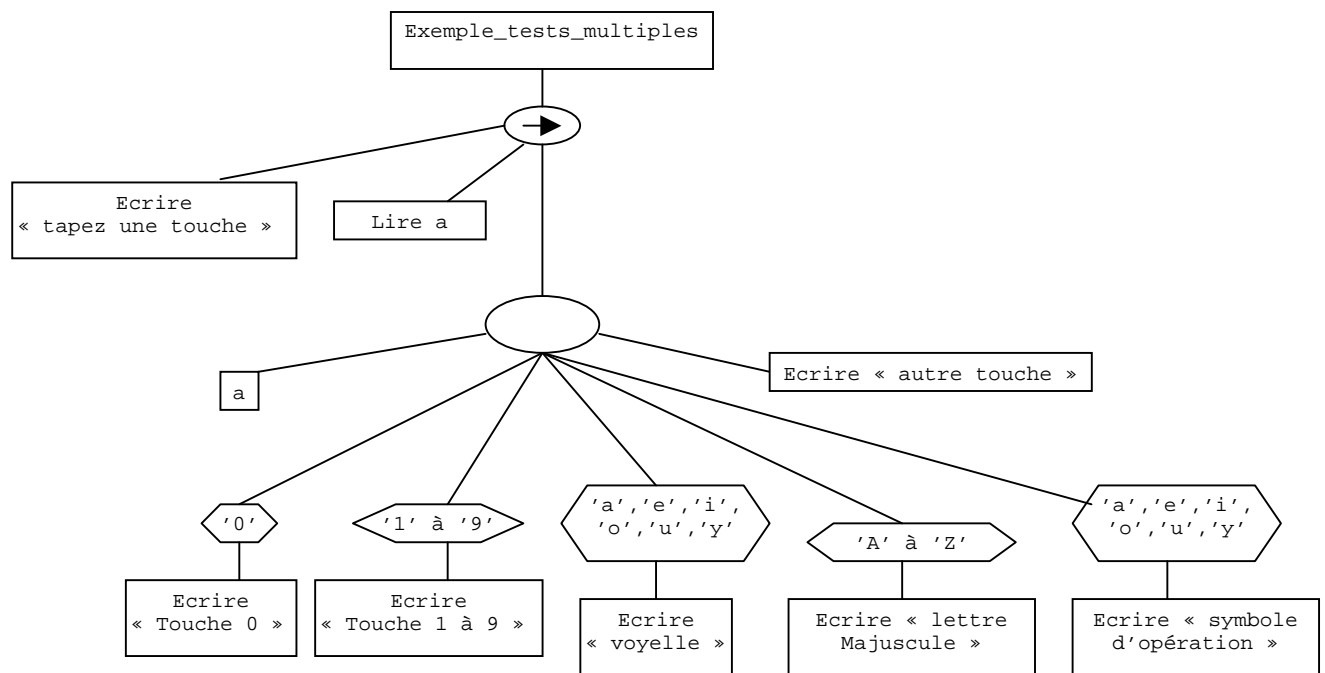 Exemple_tests_multiples
Ecrire
« tapez une touche »
Lire a
a
Ecrire « autre touche »
’0’
’1’ à ’9’
’a’,’e’,’i’,
’o’,’u’,’y’
’A’ à ’Z’
’a’,’e’,’i’,
’o’,’u’,’y’
Ecrire
« Touche 0 »
Ecrire
« Touche 1 à 9 »
Ecrire
« voyelle »
Ecrire « lettre
Majuscule »
Ecrire « symbole
d’opération »